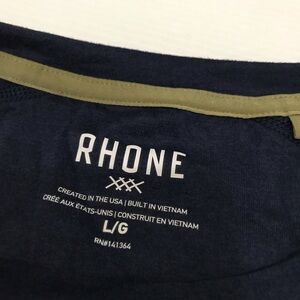 RHONE
CREATED IN THE USA | BUILT IN VIETNAM
CRÉE AUX ÉTATS-UNIS | CONSTRUIT EN VIETNAM
L/G
RN#141364